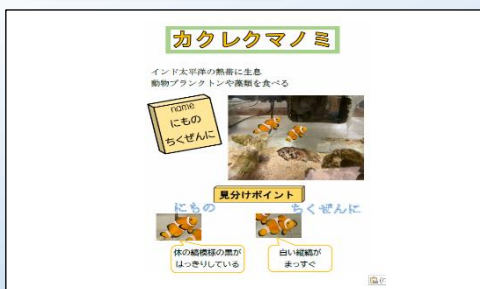 カクレクマノミ
インド太平洋の熱帯に生息
動物プランクトンや藻類を食べる
name
にもの
ちくぜんに
見分けポイント
にもの
ちくぜんに
体の縞模様の黒が
はっきりしている
白い縦縞が
まっすぐ